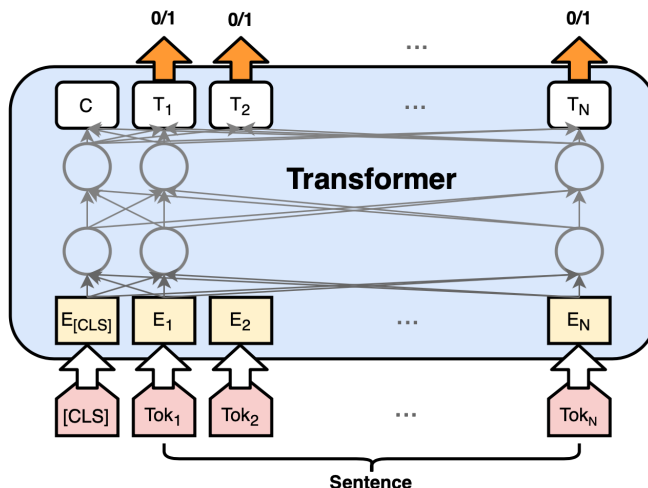 0/1 0/1 ... 0/1
C T1 T2 ... TN
Transformer
E[CLS] E1 E2 ... EN
[CLS] Tok1 Tok2 ... TokN
Sentence